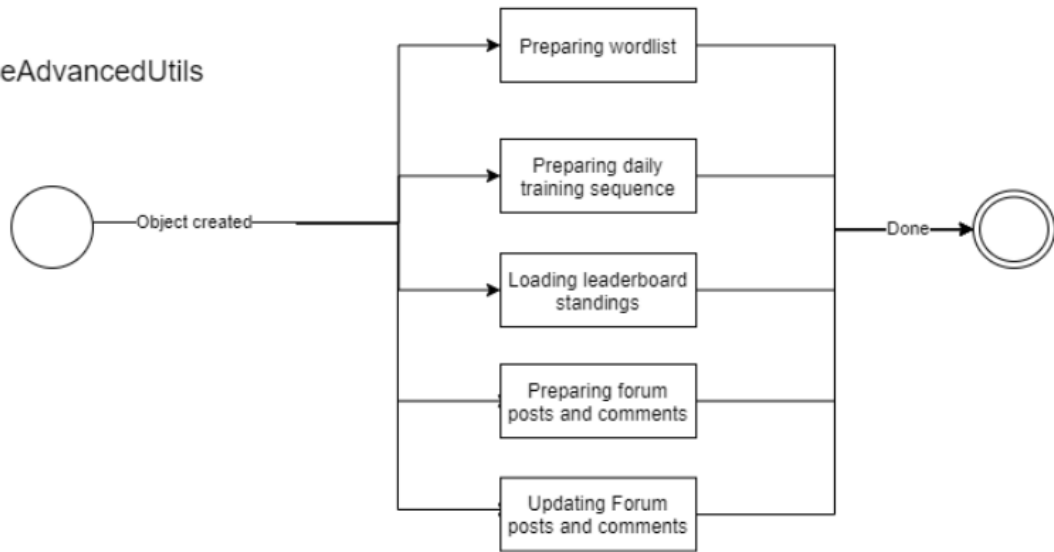 eAdvancedUtils
Object created
Preparing wordlist
Preparing daily
training sequence
Loading leaderboard
standings
Preparing forum
posts and comments
Updating Forum
posts and comments
Done